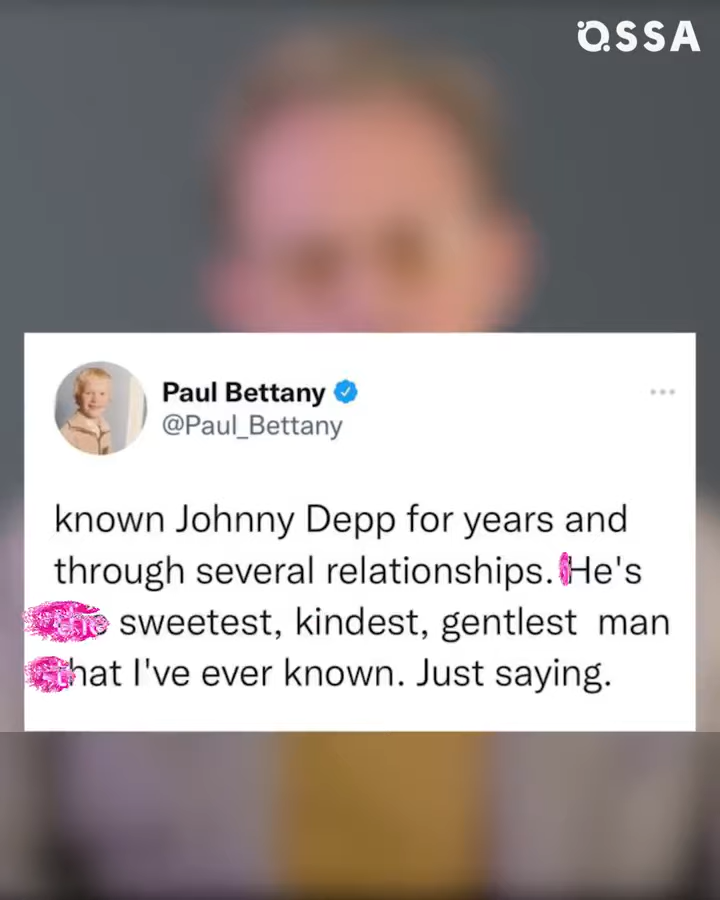 OSSA
Paul Bettany
@Paul_Bettany
known Johnny Depp for years and
through several relationships. He's
sweetest, kindest, gentlest man
that I've ever known. Just saying.